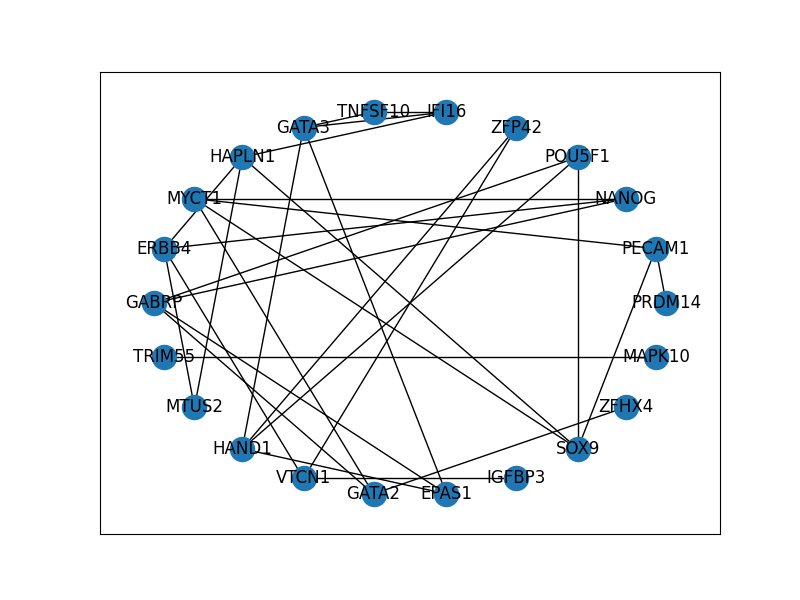 TNFSF10
IFI16
GATA3
ZFP42
HAPLN1
POU5F1
MYCT1
NANOG
ERBB4
PECAM1
GABRP
PRDM14
TRIM55
MAPK10
MTUS2
ZFHX4
HAND1
SOX9
VTCN1
IGFBP3
GATA2
EPAS1